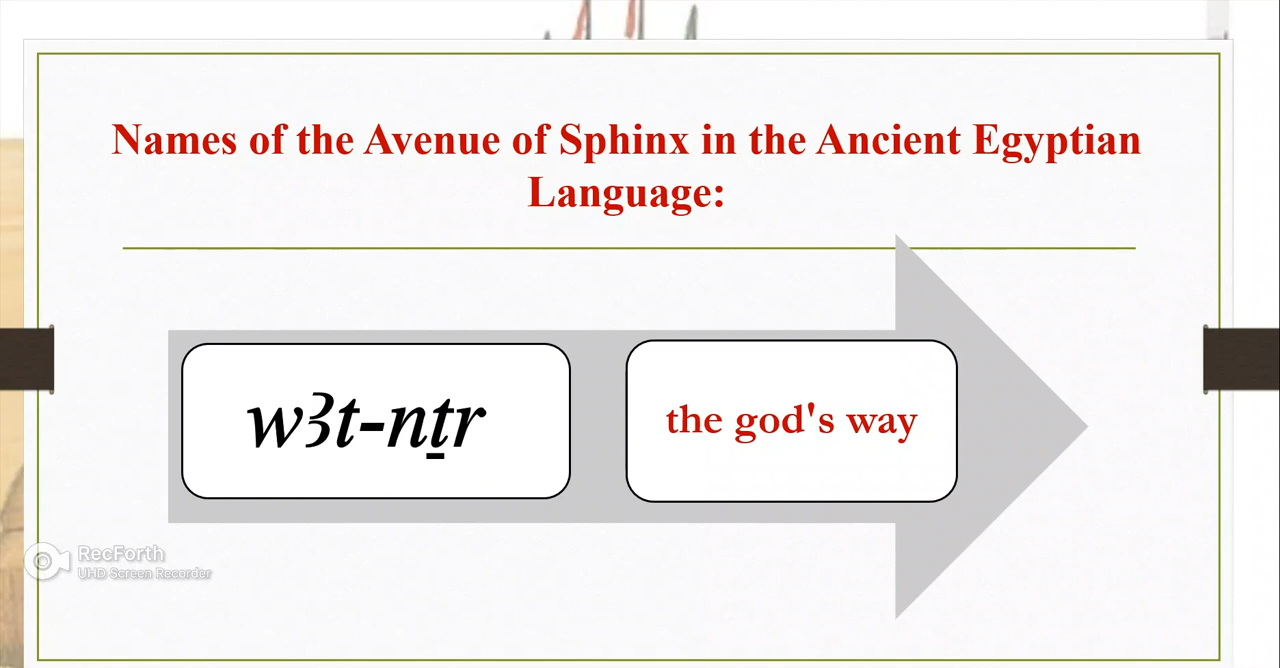 Names of the Avenue of Sphinx in the Ancient Egyptian
Language:
wꜣt-nṯr
the god's way
RecForth
UHD Screen Recorder